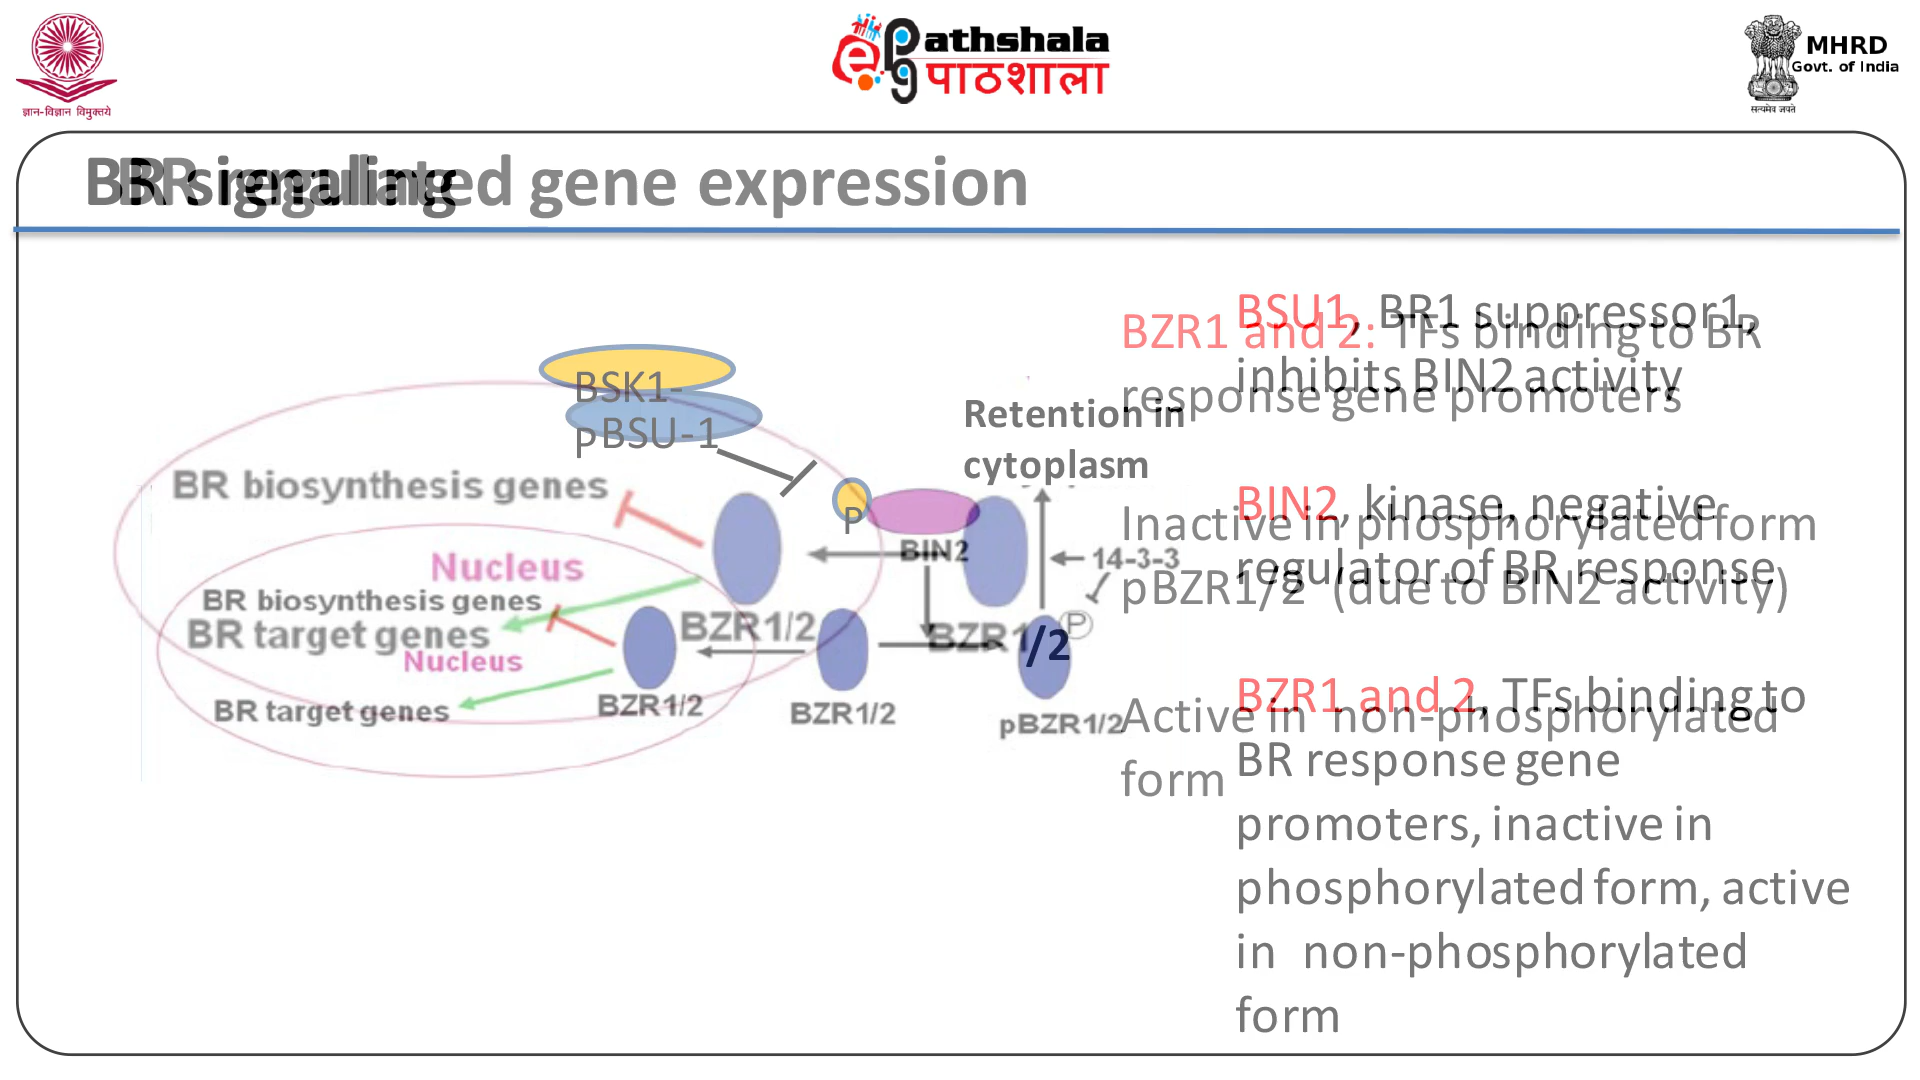 ज्ञान-विज्ञान विमुक्तये
ePathshala
पाठशाला
MHRD
Govt. of India
सत्यमेव जयते
BR signaling
BR regulated gene expression
BSK1-
P
BSU-1
BR biosynthesis genes
Nucleus
BR target genes
BR biosynthesis genes
Nucleus
BR target genes
BZR1/2
BZR1/2
BZR1/2
P
BIN2
Retention in
cytoplasm
14-3-3
P
BZR1/2
pBZR1/2
BZR1 and 2: TFs binding to BR
response gene promoters
Inactive in phosphorylated form
pBZR1/2 (due to BIN2 activity)
Active in non-phosphorylated
form
BSU1, BR1 suppressor1,
inhibits BIN2 activity
BIN2, kinase, negative
regulator of BR response
BZR1 and 2, TFs binding to
BR response gene
promoters, inactive in
phosphorylated form, active
in non-phosphorylated
form